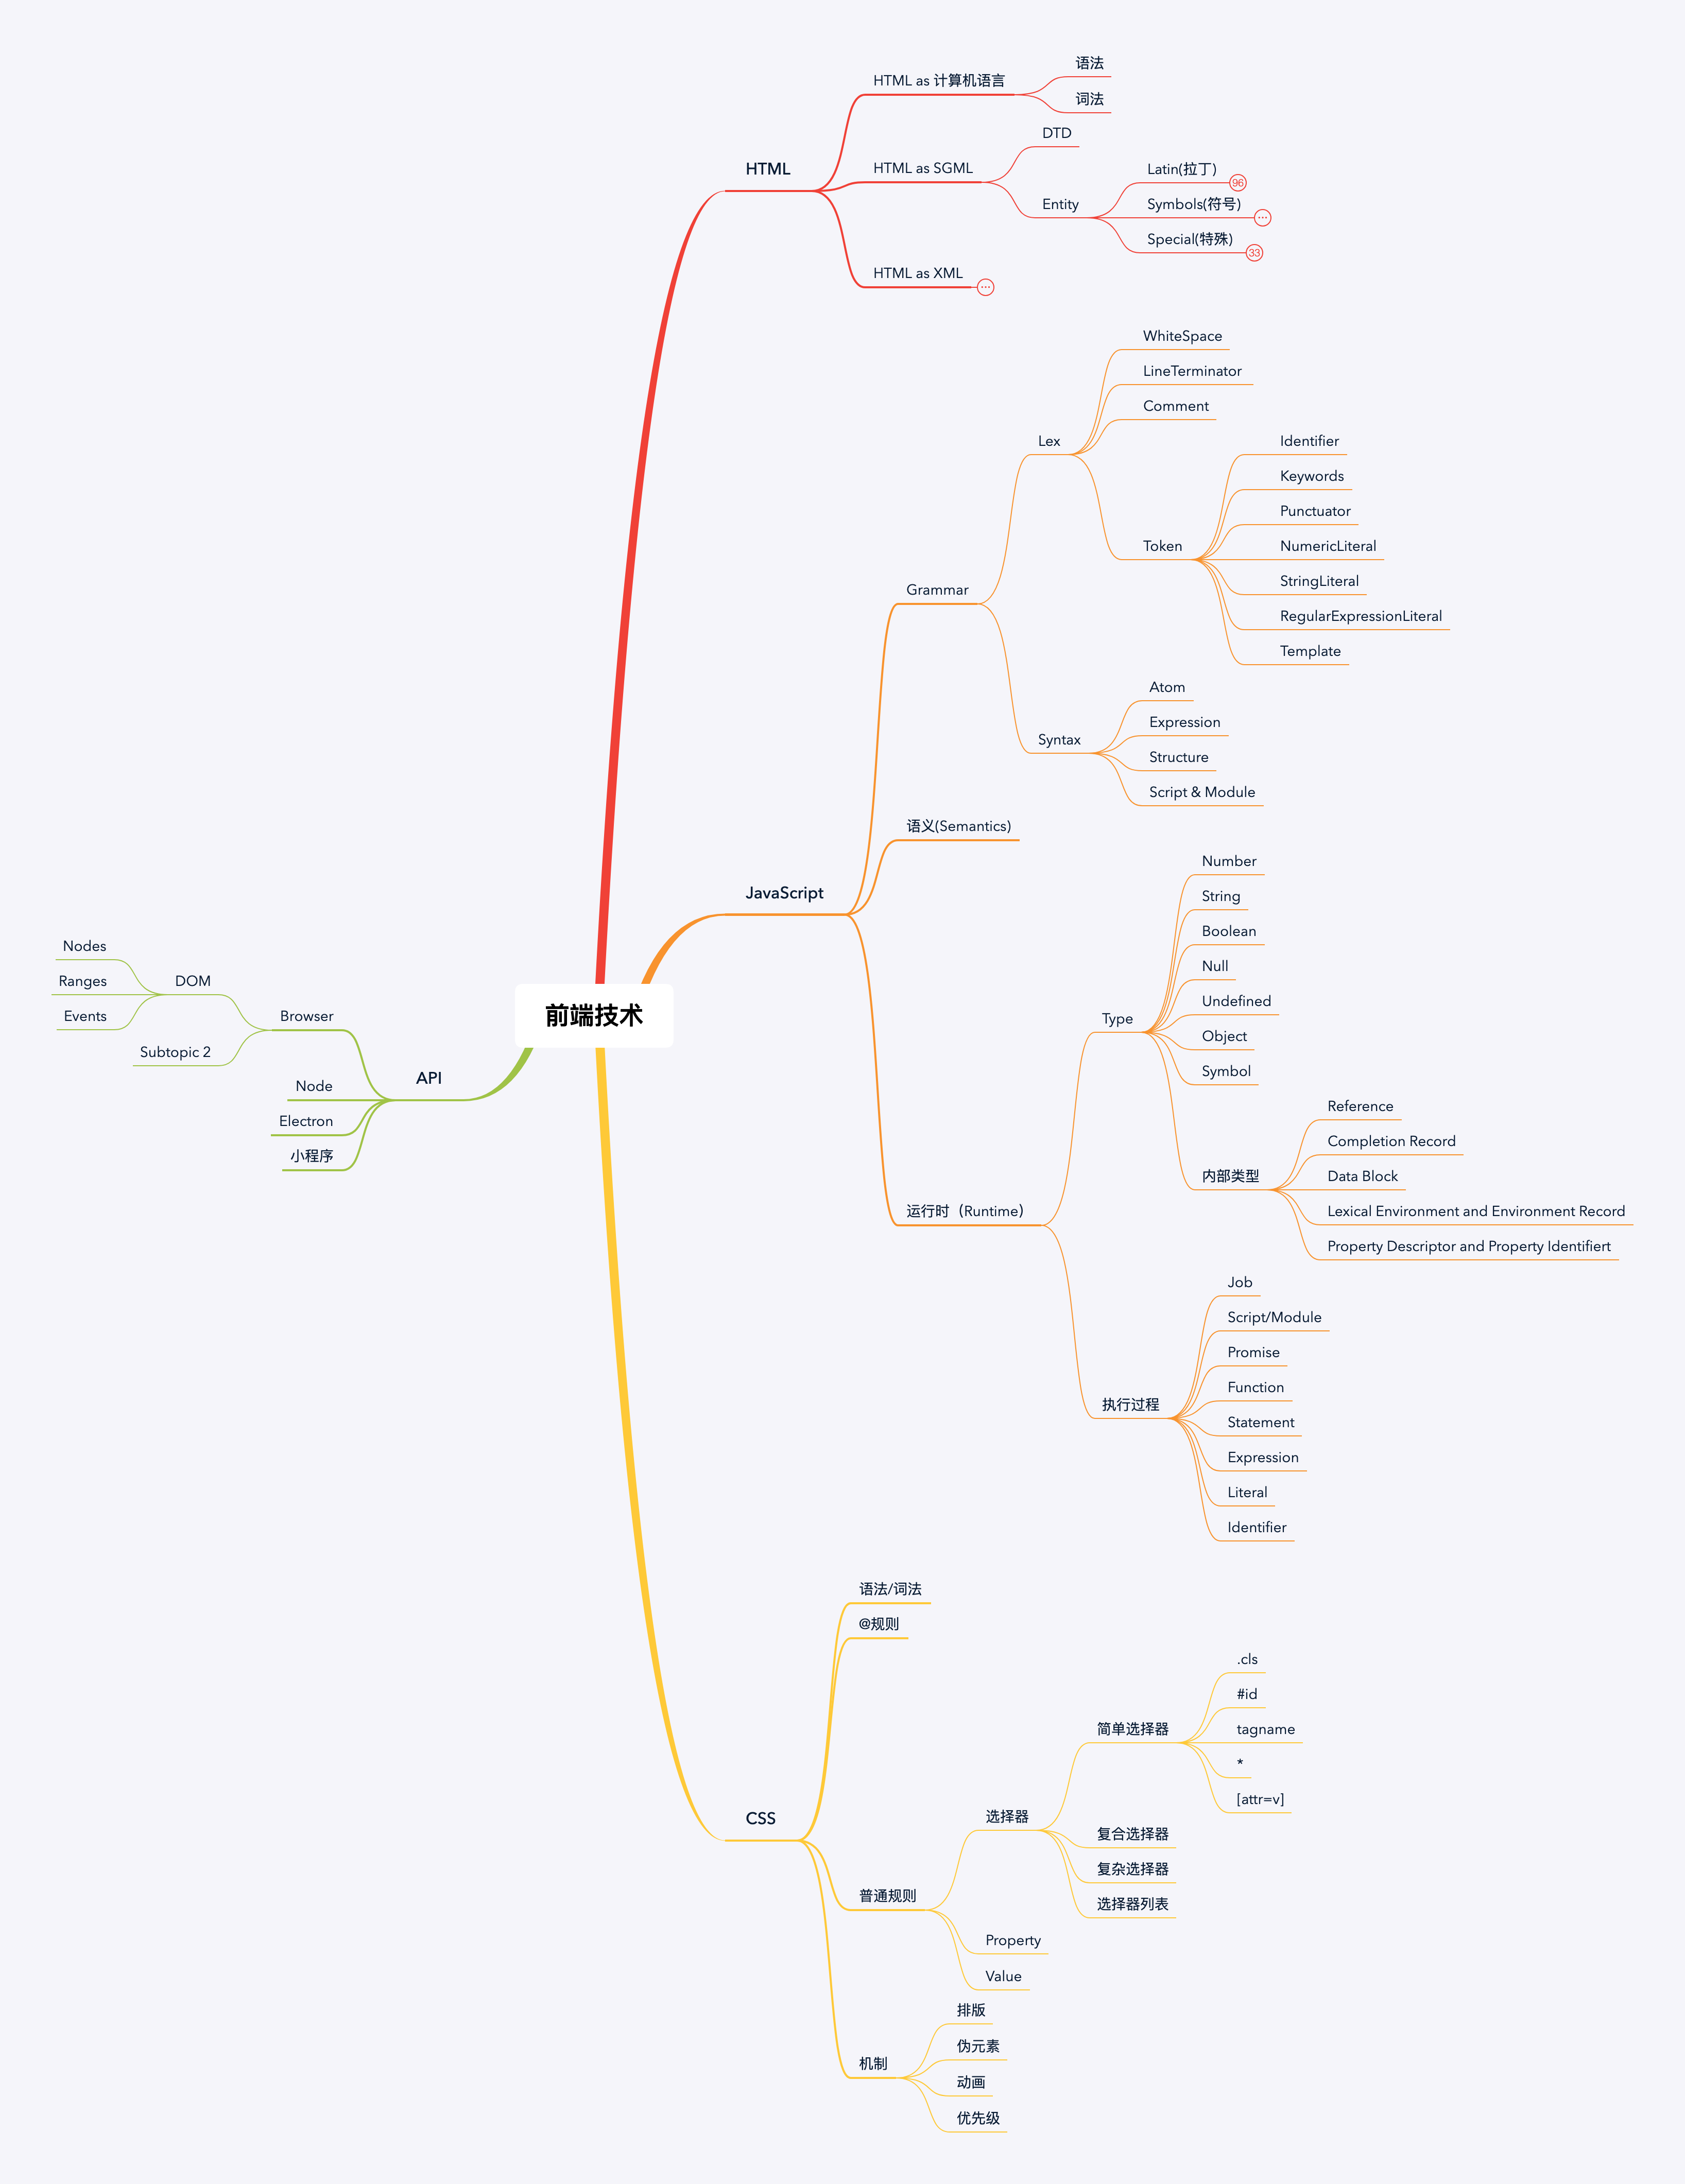 前端技术
HTML
HTML as 计算机语言
语法
词法
HTML as SGML
DTD
Entity
Latin(拉丁)
96
Symbols(符号)
...
Special(特殊)
33
HTML as XML
...
JavaScript
Grammar
Lex
WhiteSpace
LineTerminator
Comment
Token
Identifier
Keywords
Punctuator
NumericLiteral
StringLiteral
RegularExpressionLiteral
Template
Syntax
Atom
Expression
Structure
Script & Module
语义(Semantics)
运行时（Runtime）
Type
Number
String
Boolean
Null
Undefined
Object
Symbol
内部类型
Reference
Completion Record
Data Block
Lexical Environment and Environment Record
Property Descriptor and Property Identifiert
执行过程
Job
Script/Module
Promise
Function
Statement
Expression
Literal
Identifier
CSS
语法/词法
@规则
普通规则
选择器
简单选择器
.cls
#id
tagname
*
[attr=v]
复合选择器
复杂选择器
选择器列表
Property
Value
机制
排版
伪元素
动画
优先级
API
Browser
DOM
Nodes
Ranges
Events
Subtopic 2
Node
Electron
小程序